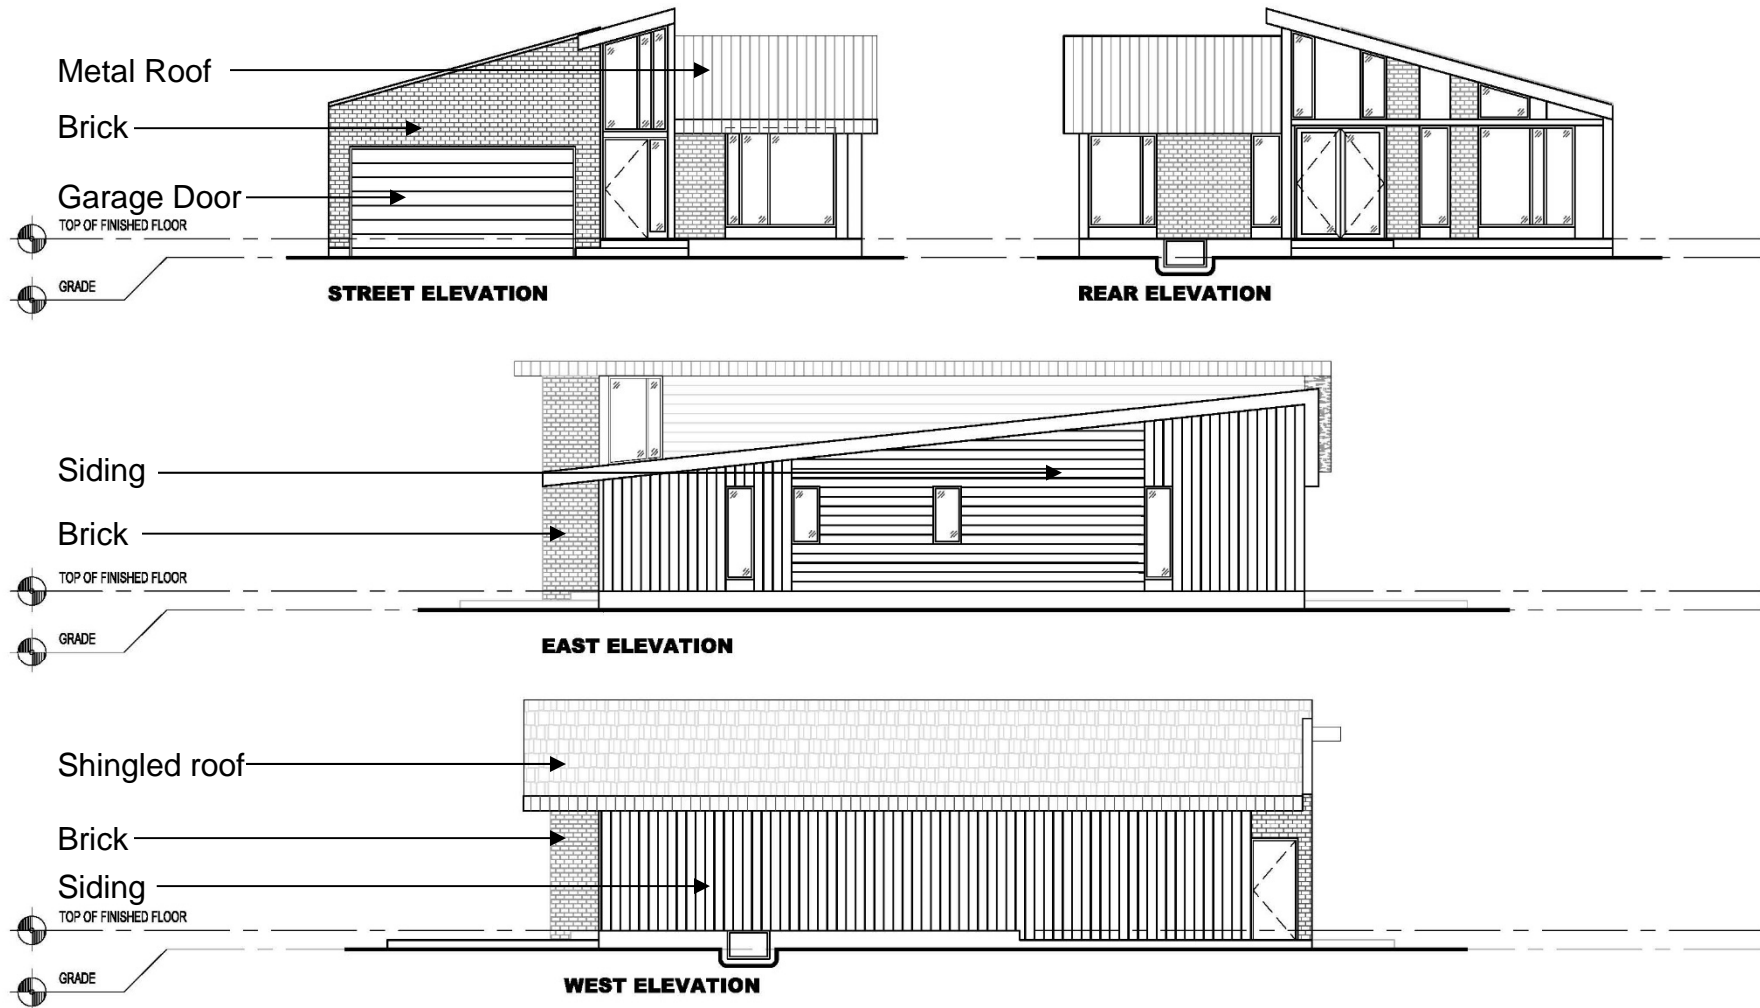 Metal Roof
Brick
Garage Door
TOP OF FINISHED FLOOR
GRADE
STREET ELEVATION
REAR ELEVATION
Siding
Brick
TOP OF FINISHED FLOOR
GRADE
EAST ELEVATION
Shingled roof
Brick
Siding
TOP OF FINISHED FLOOR
GRADE
WEST ELEVATION